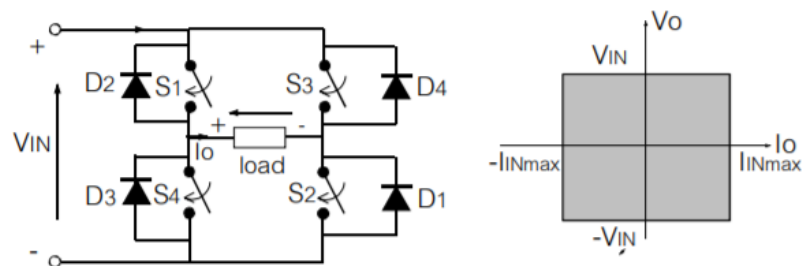 Vo
+
VIN
D2
S1
S3
D4
+
-
VIN
Io
load
Io
-IINmax
IINmax
D3
S4
S2
D1
-
-VIN